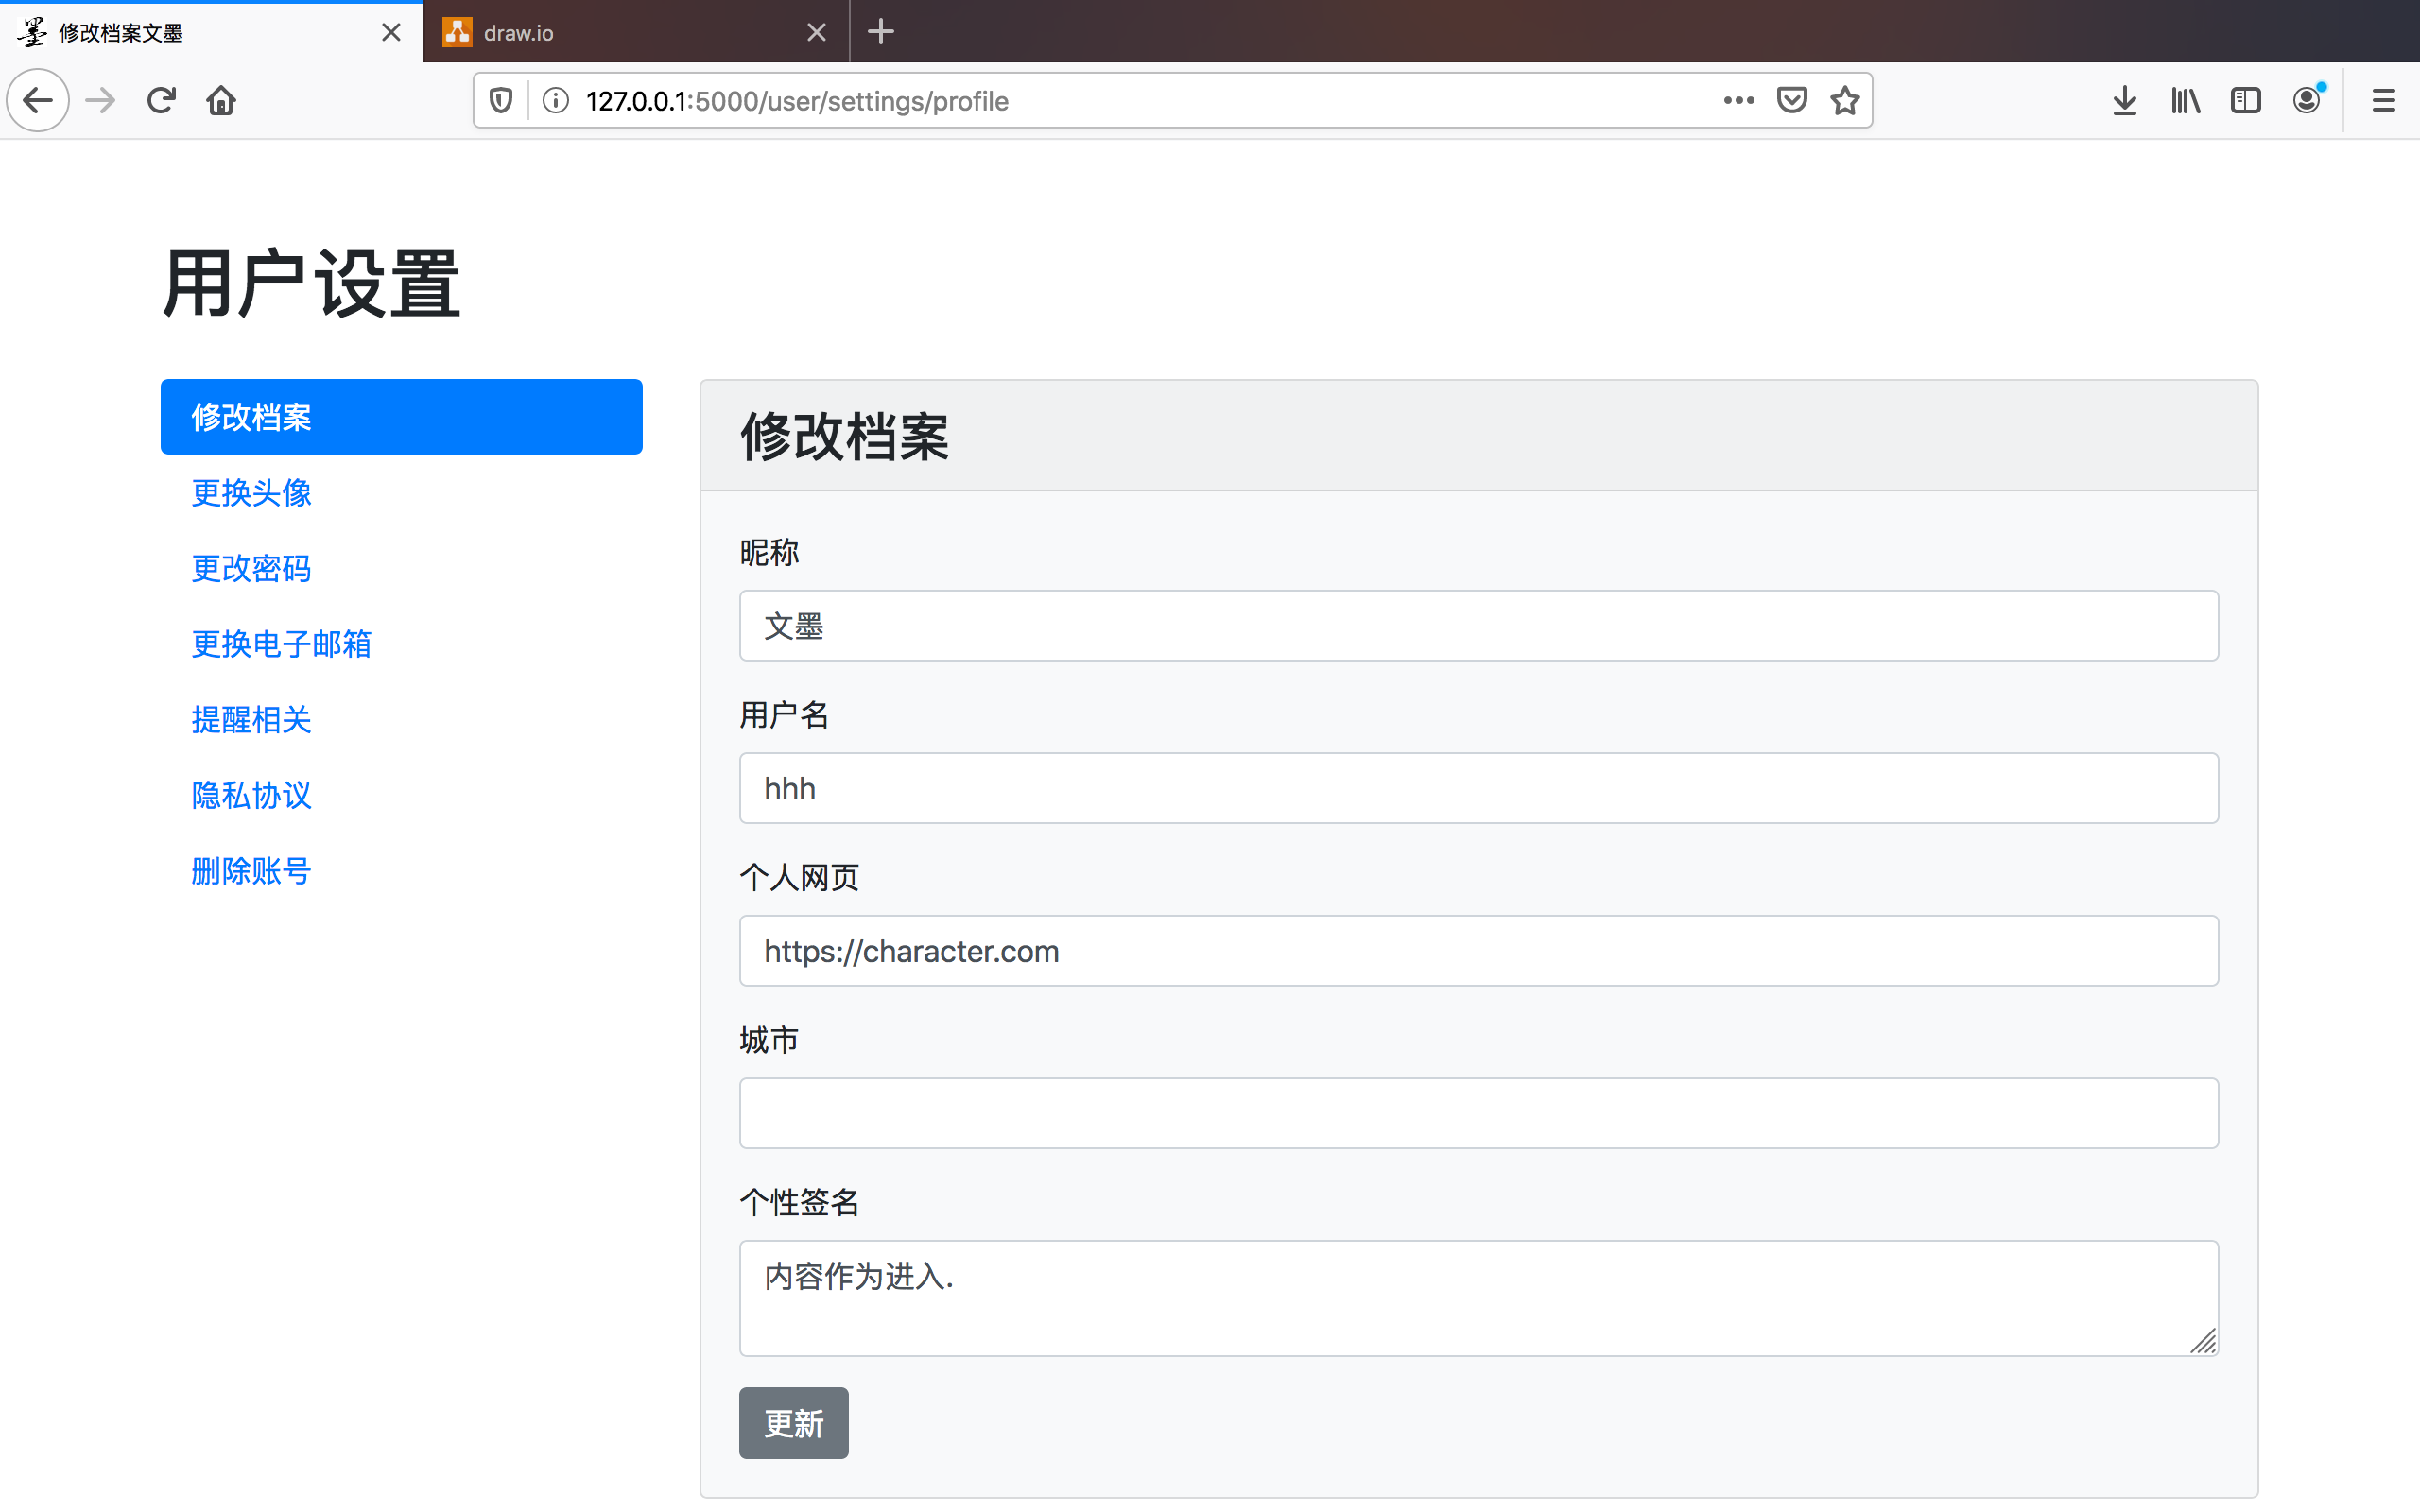 修改档案文墨
draw.io
127.0.0.1:5000/user/settings/profile
用户设置
修改档案
更换头像
更改密码
更换电子邮箱
提醒相关
隐私协议
删除账号
修改档案
昵称
文墨
用户名
hhh
个人网页
https://character.com
城市
个性签名
内容作为进入.
更新